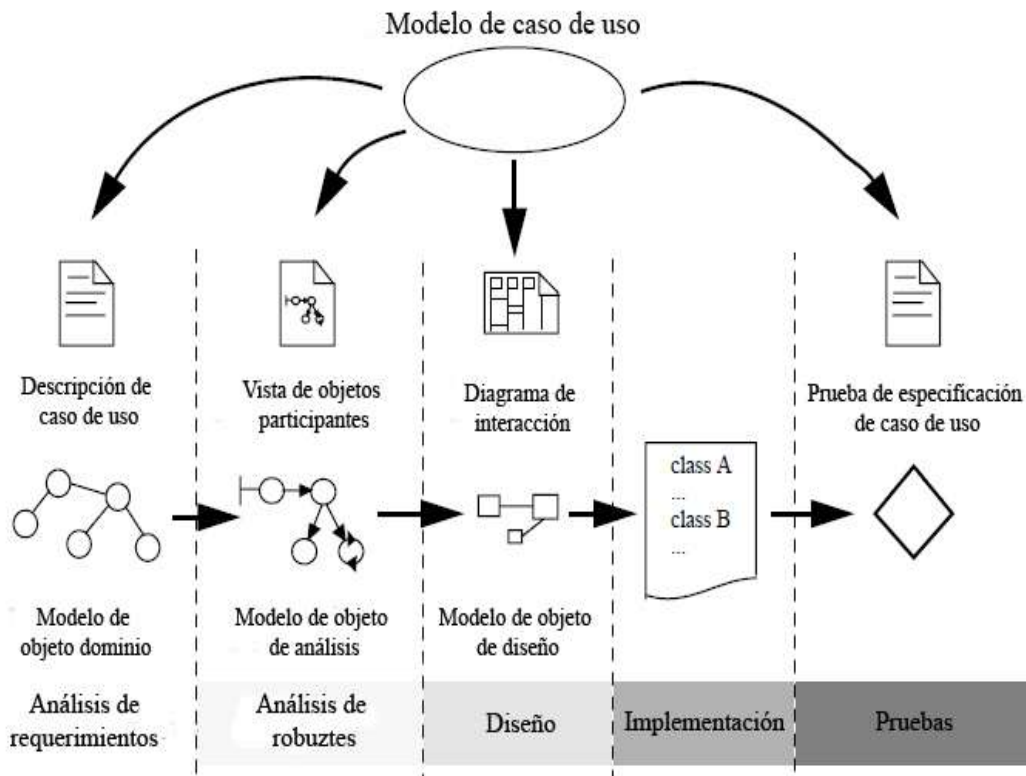 Modelo de caso de uso
Descripción de
caso de uso
Vista de objetos
participantes
Diagrama de
interacción
Prueba de especificación
de caso de uso
class A
...
class B
...
Modelo de
objeto dominio
Modelo de objeto
de análisis
Modelo de objeto
de diseño
Análisis de
requerimientos
Análisis de
robuztes
Diseño
Implementación
Pruebas